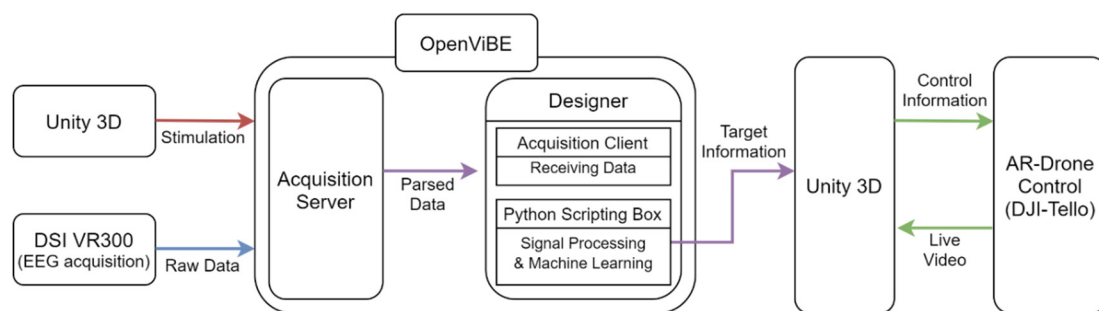 OpenViBE
Unity 3D
Stimulation
DSI VR300
(EEG acquisition)
Raw Data
Acquisition
Server
Parsed
Data
Designer
Acquisition Client
Receiving Data
Python Scripting Box
Signal Processing
& Machine Learning
Target
Information
Unity 3D
Control
Information
Live
Video
AR-Drone
Control
(DJI-Tello)